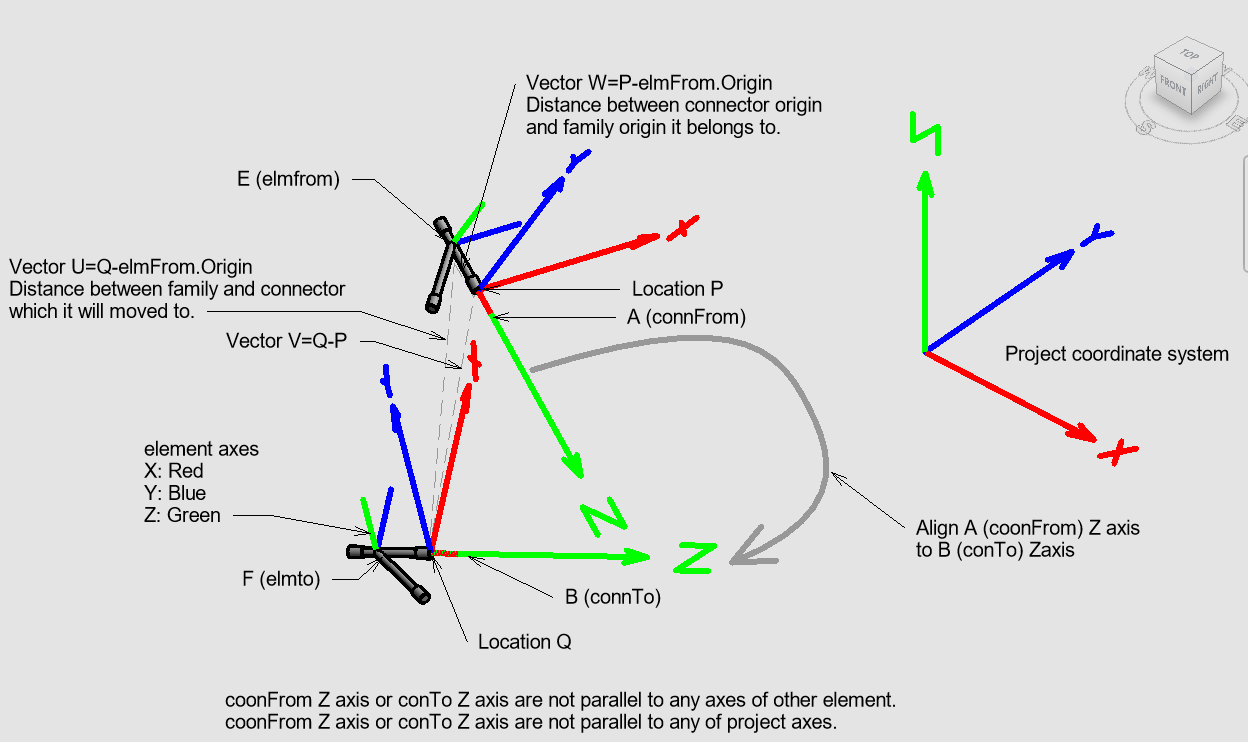 Vector W=P-elmFrom.Origin
Distance between connector origin
and family origin it belongs to.
TOP
FRONT
RIGHT
S
E
Z
Y
E (elmfrom)
X
Y
Vector U=Q-elmFrom.Origin
Distance between family and connector
which it will moved to.
Location P
A (connFrom)
Vector V=Q-P
Project coordinate system
X
Y
X
element axes
X: Red
Y: Blue
Z: Green
Z
Align A (coonFrom) Z axis
to B (conTo) Zaxis
Z
F (elmto)
B (connTo)
Location Q
coonFrom Z axis or conTo Z axis are not parallel to any axes of other element.
coonFrom Z axis or conTo Z axis are not parallel to any of project axes.